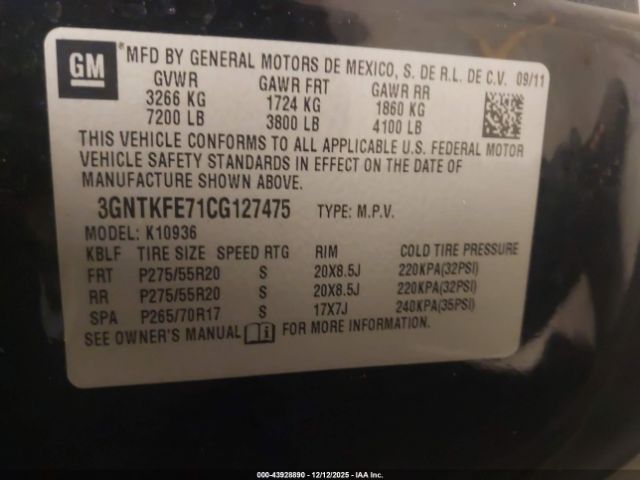 GM ® MFD BY GENERAL MOTORS DE MEXICO, S. DE R.L. DE C.V. 09/11
GVWR GAWR FRT GAWR RR
3266 KG 1724 KG 1860 KG
7200 LB 3800 LB 4100 LB
THIS VEHICLE CONFORMS TO ALL APPLICABLE U.S. FEDERAL MOTOR
VEHICLE SAFETY STANDARDS IN EFFECT ON THE DATE OF
MANUFACTURE SHOWN ABOVE.
3GNTKFE71CG127475 TYPE: M.P.V.
MODEL: K10936
KBLF TIRE SIZE SPEED RTG RIM COLD TIRE PRESSURE
FRT P275/55R20 S 20X8.5J 220KPA(32PSI)
RR P275/55R20 S 20X8.5J 220KPA(32PSI)
SPA P265/70R17 S 17X7J 240KPA(35PSI)
SEE OWNER'S MANUAL FOR MORE INFORMATION.
000-43928890 - 12/12/2025 - IAA Inc.